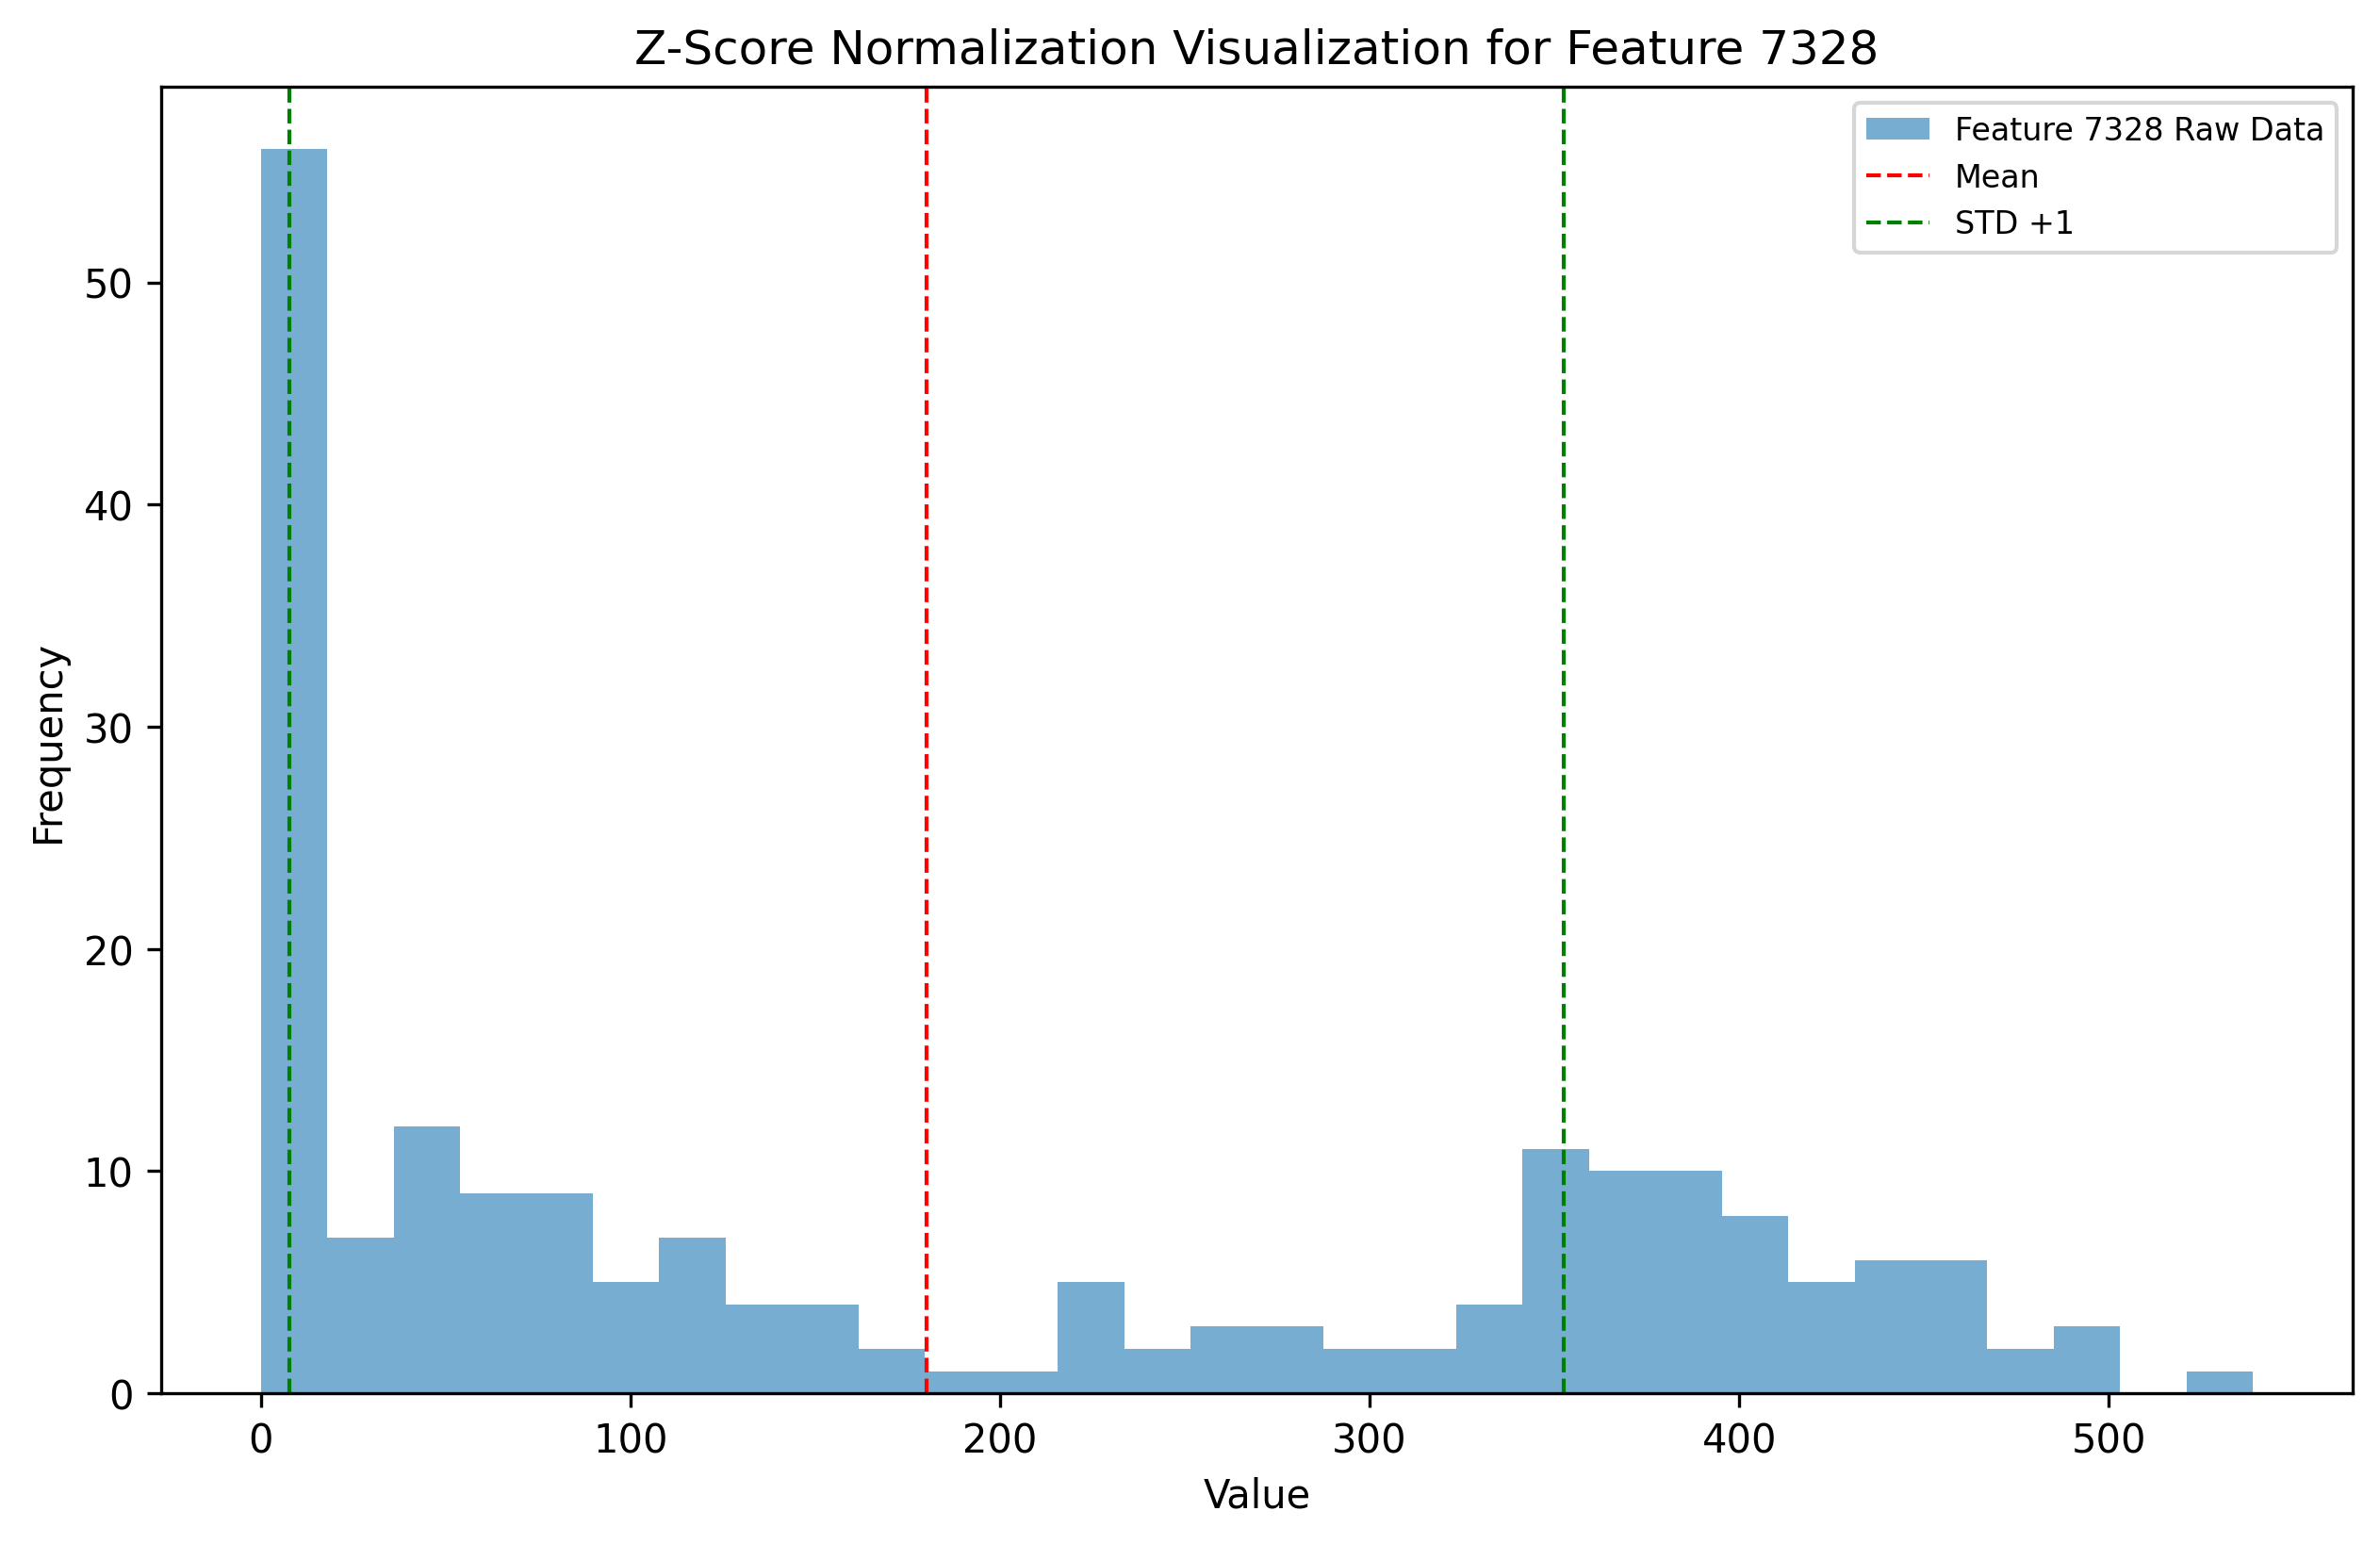 Z-Score Normalization Visualization for Feature 7328
Feature 7328 Raw Data
Mean
STD +1
Frequency
50
40
30
20
10
0
0 100 200 300 400 500
Value